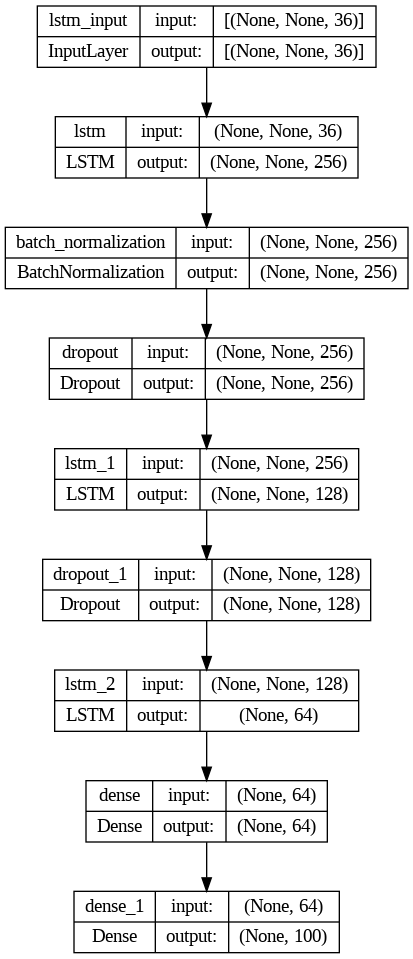 lstm_input input: [(None, None, 36)]
InputLayer output: [(None, None, 36)]
lstm input: (None, None, 36)
LSTM output: (None, None, 256)
batch_normalization input: (None, None, 256)
BatchNormalization output: (None, None, 256)
dropout input: (None, None, 256)
Dropout output: (None, None, 256)
lstm_1 input: (None, None, 256)
LSTM output: (None, None, 128)
dropout_1 input: (None, None, 128)
Dropout output: (None, None, 128)
lstm_2 input: (None, None, 128)
LSTM output: (None, 64)
dense input: (None, 64)
Dense output: (None, 64)
dense_1 input: (None, 64)
Dense output: (None, 100)